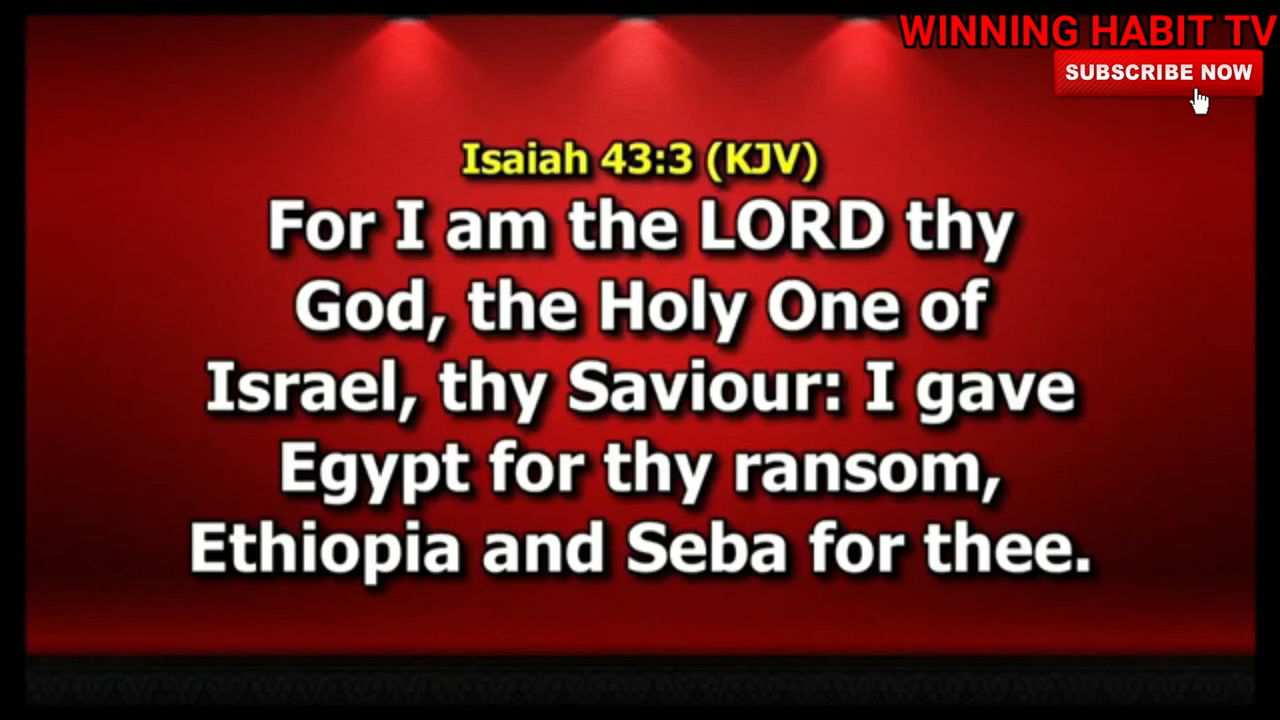 WINNING HABIT TV
SUBSCRIBE NOW
Isaiah 43:3 (KJV)
For I am the LORD thy
God, the Holy One of
Israel, thy Saviour: I gave
Egypt for thy ransom,
Ethiopia and Seba for thee.